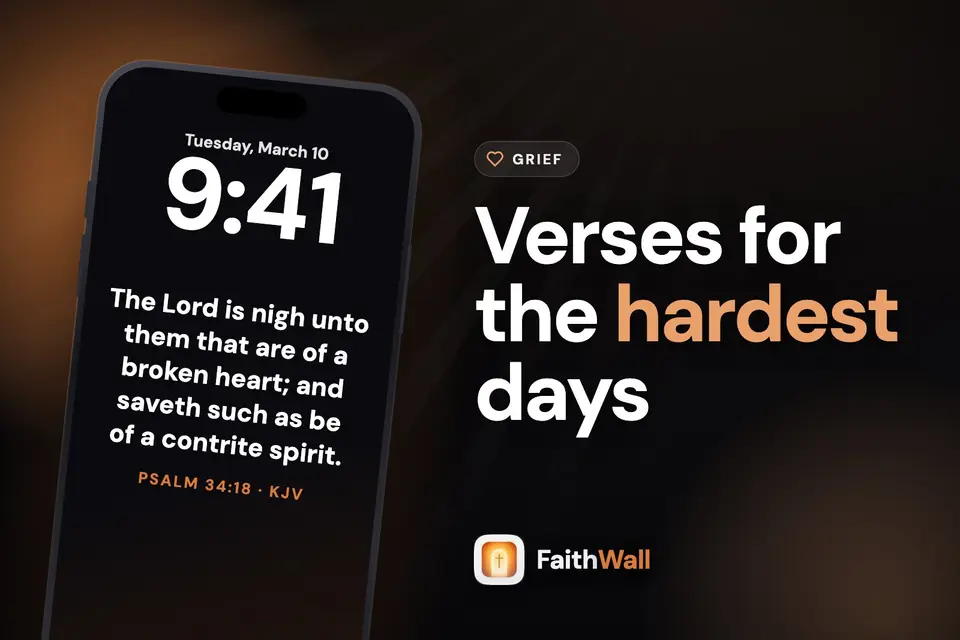 Tuesday, March 10
9:41
The Lord is nigh unto
them that are of a
broken heart; and
saveth such as be
of a contrite spirit.
PSALM 34:18 · KJV
GRIEF
Verses for
the hardest
days
FaithWall